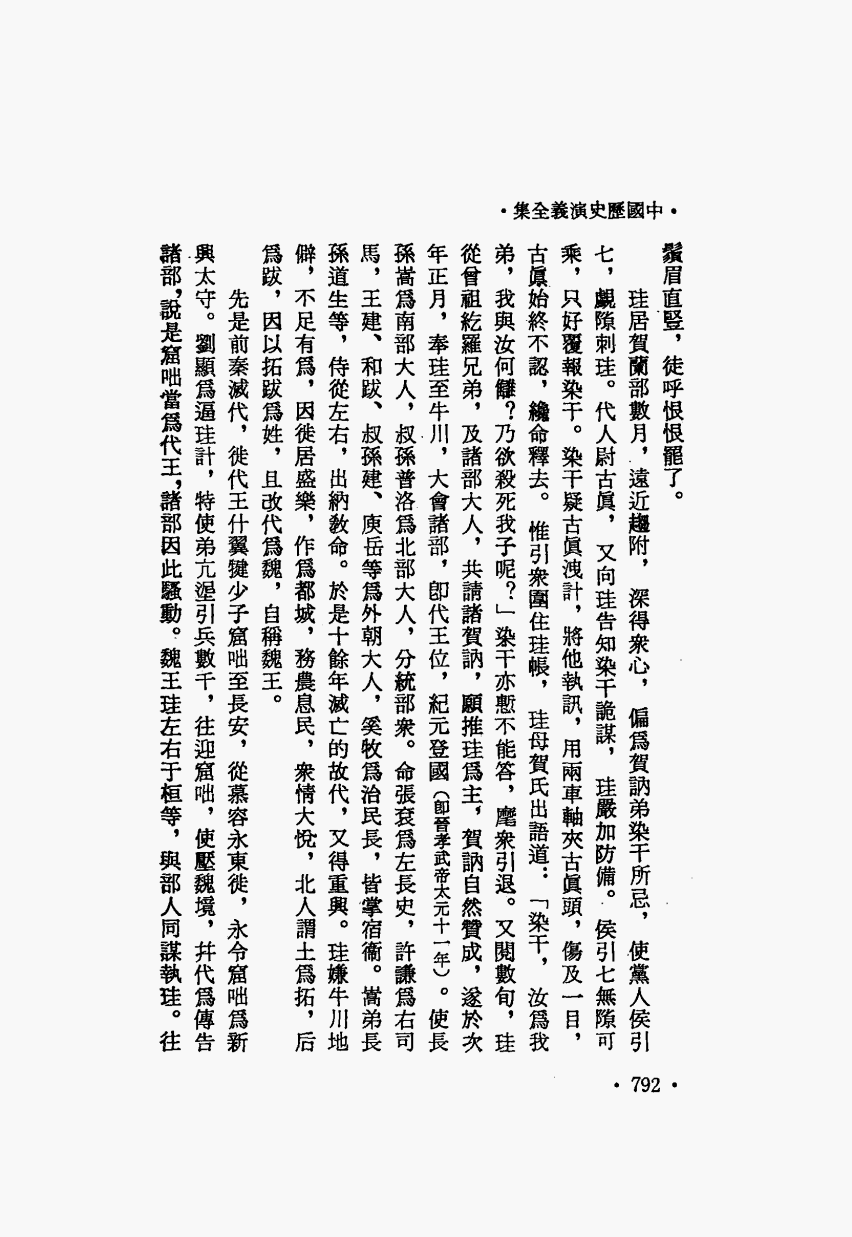 ·中國歷史演義全集·
鬚眉直豎，徒呼恨恨罷了。
珪居賀蘭部數月，遠近趨附，深得衆心，偏爲賀訥弟染干所忌，使黨人侯引
七，覷隙刺珪。代人尉古眞，又向珪告知染干詭謀，珪嚴加防備。侯引七無隙可
乘，只好覆報染干。染干疑古眞洩計，將他執訊，用兩車軸夾古眞頭，傷及一目，
古眞始終不認，纔命釋去。惟引衆圍住珪帳，珪母賀氏出語道：「染干，汝爲我
弟，我與汝何讎？乃欲殺死我子呢？」染干亦慙不能答，麾衆引退。又閱數旬，珪
從曾祖紇羅兄弟，及諸部大人，共請諸賀訥，願推珪爲主，賀訥自然贊成，遂於次
年正月，奉珪至牛川，大會諸部，卽代王位，紀元登國（卽晉孝武帝太元十一年）。使長
孫嵩爲南部大人，叔孫普洛爲北部大人，分統部衆。命張袞爲左長史，許謙爲右司
馬，王建、和跋、叔孫建、庾岳等爲外朝大人，奚牧爲治民長，皆掌宿衞。嵩弟長
孫道生等，侍從左右，出納敎命。於是十餘年滅亡的故代，又得重興。珪嫌牛川地
僻，不足有爲，因徙居盛樂，作爲都城，務農息民，衆情大悅，北人謂土爲拓，后
爲跋，因以拓跋爲姓，且改代爲魏，自稱魏王。
先是前秦滅代，徙代王什翼犍少子窟咄至長安，從慕容永東徙，永令窟咄爲新
興太守。劉顯爲逼珪計，特使弟亢埿引兵數千，往迎窟咄，使壓魏境，幷代爲傳告
諸部，說是窟咄當爲代王，諸部因此騷動。魏王珪左右于桓等，與部人同謀執珪。往
·792·